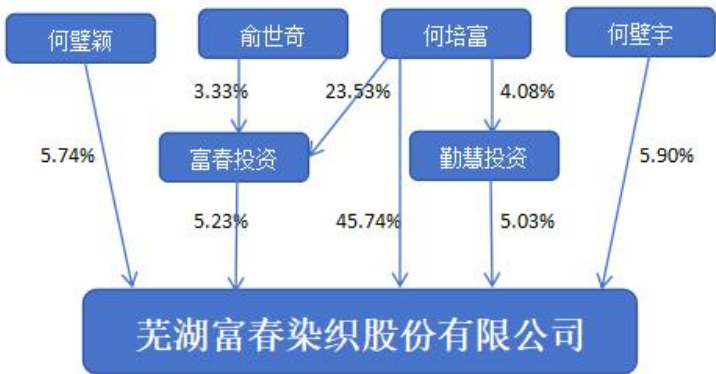 何璧颖
俞世奇
何培富
何壁宇
3.33%
23.53%
4.08%
5.74%
富春投资
勤慧投资
5.90%
5.23%
45.74%
5.03%
芜湖富春染织股份有限公司